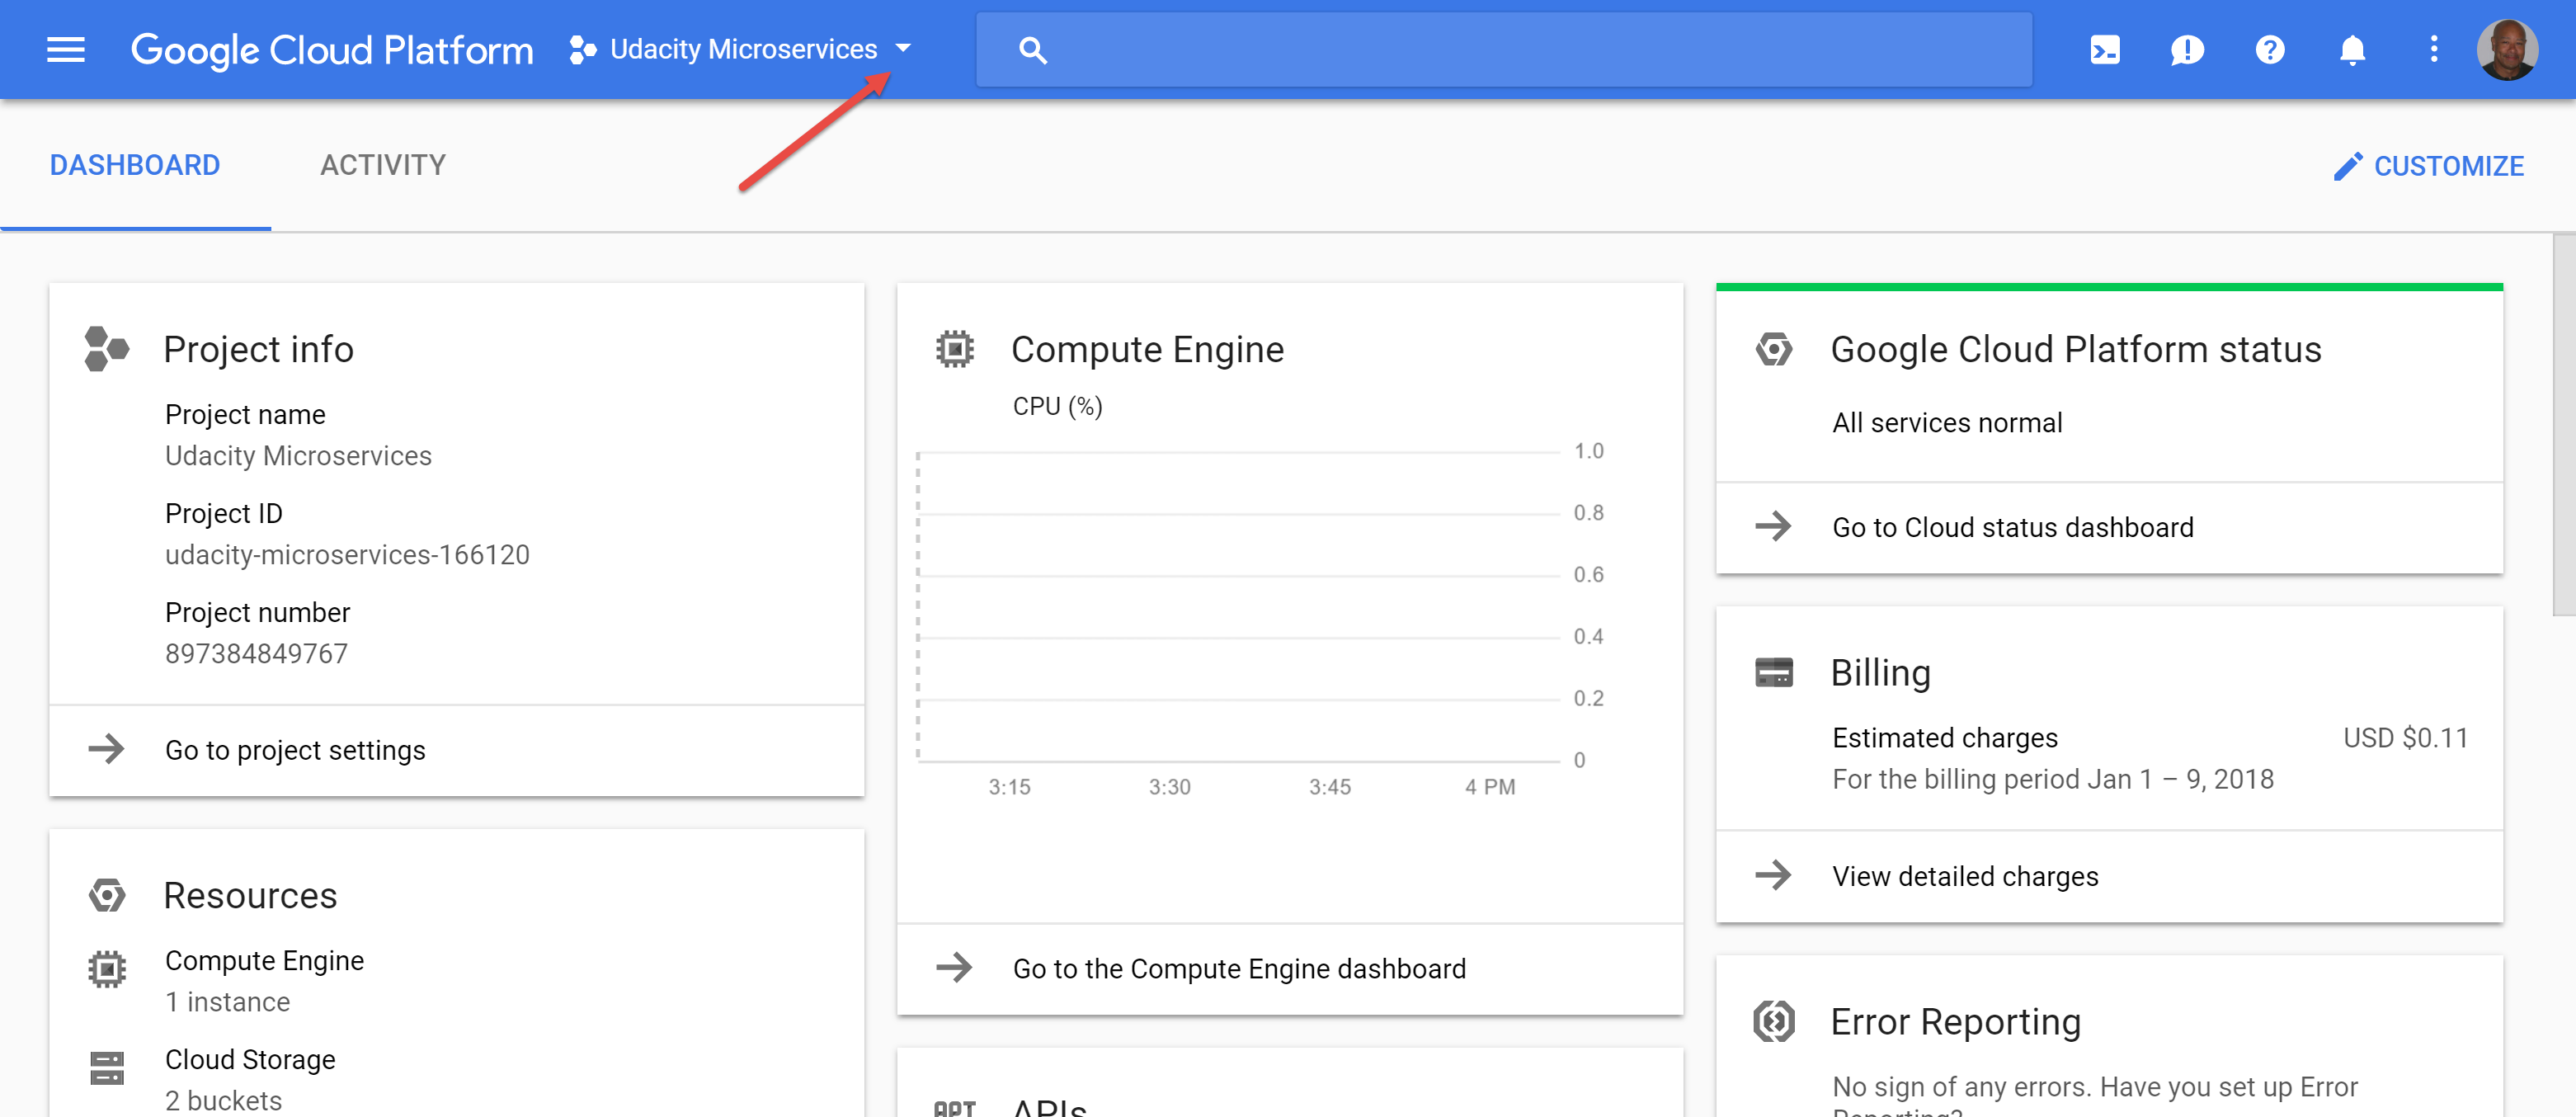 Google Cloud Platform
Udacity Microservices
DASHBOARD
ACTIVITY
CUSTOMIZE
Project info
Project name
Udacity Microservices
Project ID
udacity-microservices-166120
Project number
897384849767
Go to project settings
Resources
Compute Engine
1 instance
Cloud Storage
2 buckets
Compute Engine
CPU (%)
1.0
0.8
0.6
0.4
0.2
0
3:15
3:30
3:45
4 PM
Go to the Compute Engine dashboard
API
APIs
Google Cloud Platform status
All services normal
Go to Cloud status dashboard
Billing
Estimated charges
USD $0.11
For the billing period Jan 1 – 9, 2018
View detailed charges
Error Reporting
No sign of any errors. Have you set up Error
Reporting?